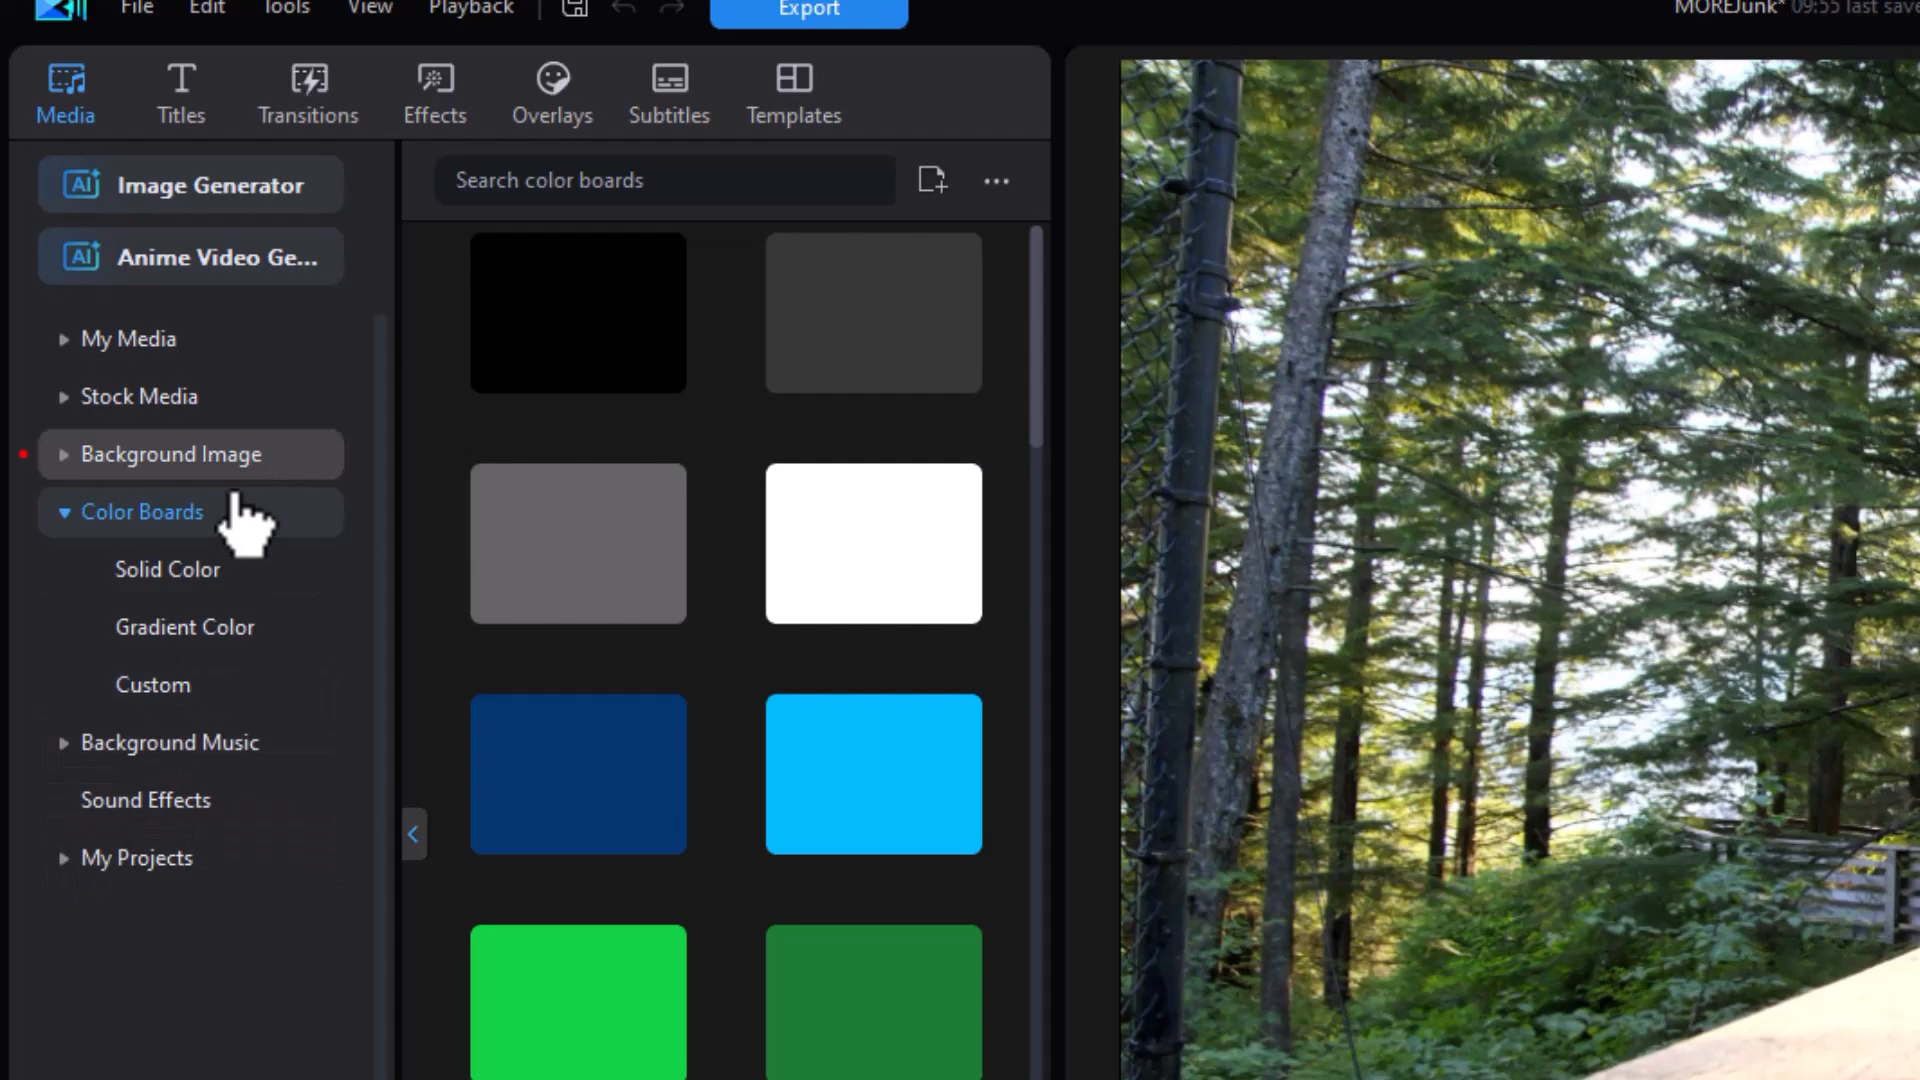 File Edit Tools View Playback Export MOREJunk* 09:55 last save
Media Titles Transitions Effects Overlays Subtitles Templates
AI Image Generator
Search color boards
AI Anime Video Ge...
My Media
Stock Media
Background Image
Color Boards
Solid Color
Gradient Color
Custom
Background Music
Sound Effects
My Projects